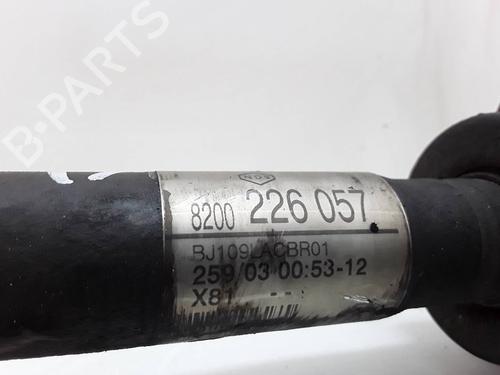 B-PARTS
8200 226 057
BJ109LACBR01
259/03 00:53-12
X81 --